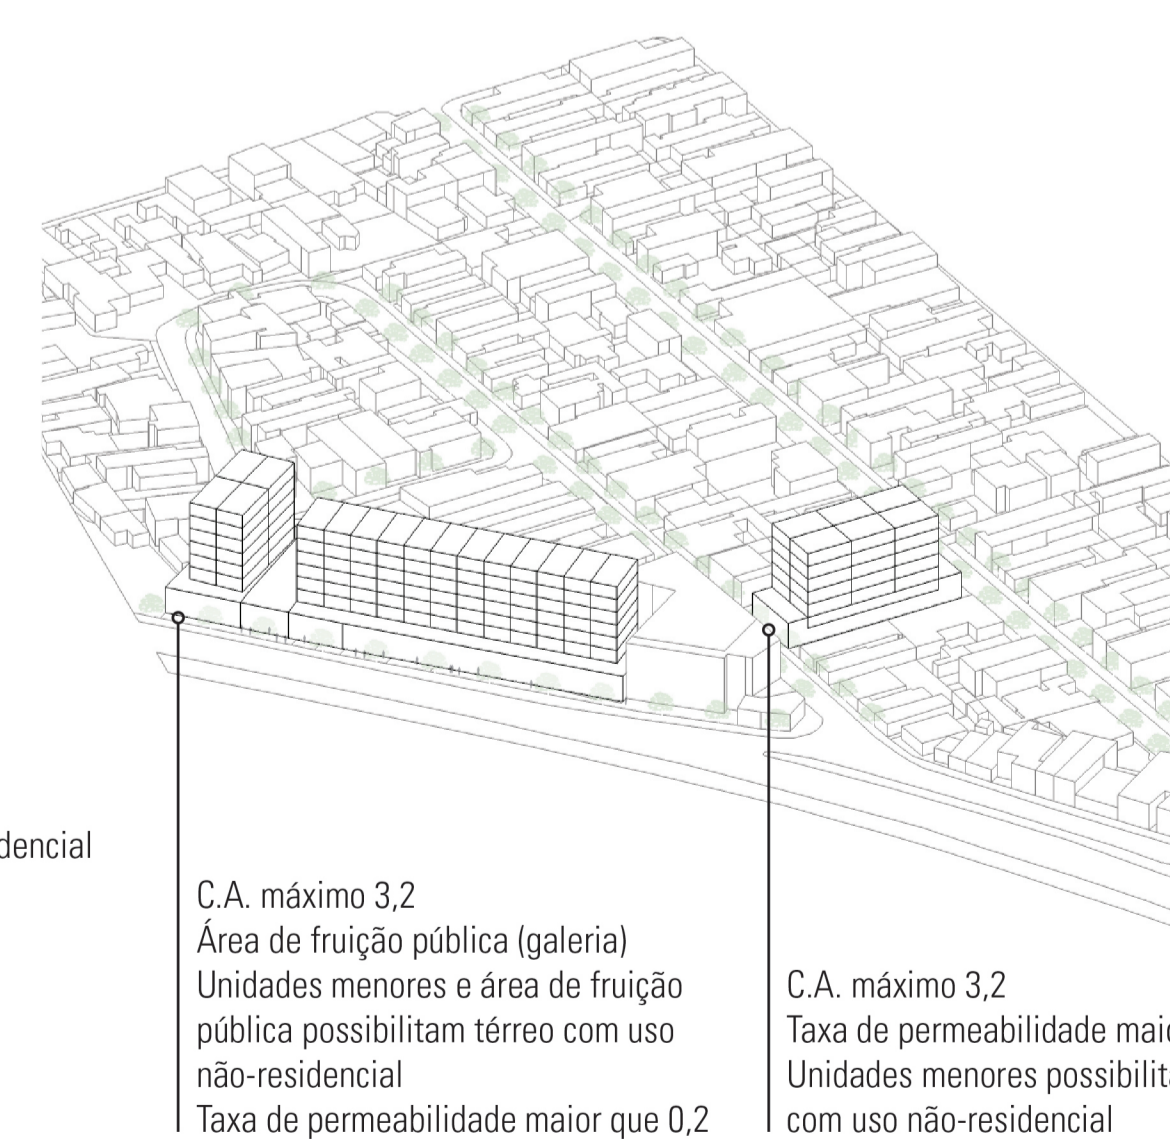 dencial
C.A. máximo 3,2
Área de fruição pública (galeria)
Unidades menores e área de fruição
pública possibilitam térreo com uso
não-residencial
Taxa de permeabilidade maior que 0,2
C.A. máximo 3,2
Taxa de permeabilidade maio
Unidades menores possibilita
com uso não-residencial